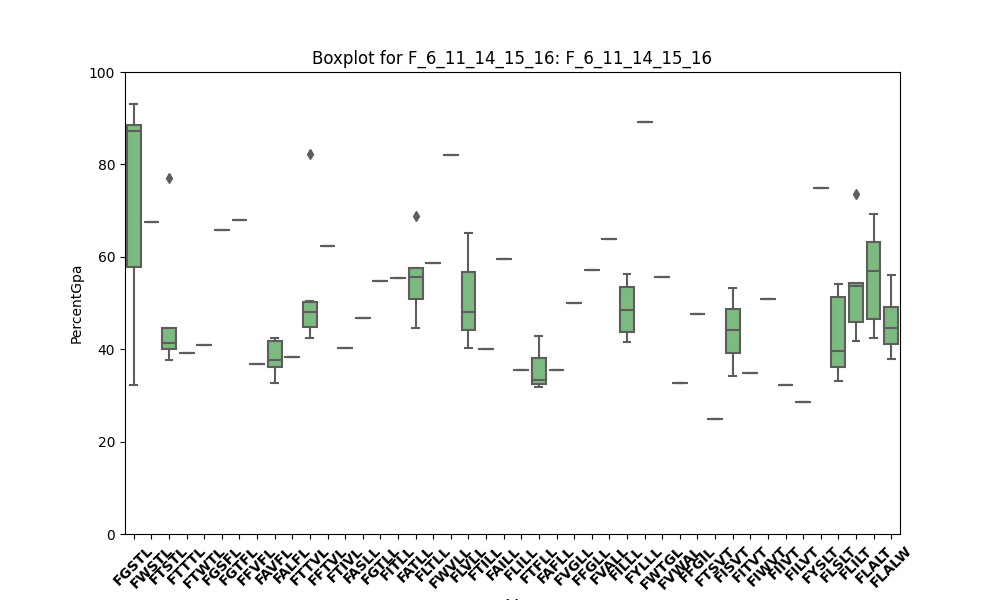 Boxplot for F_6_11_14_15_16: F_6_11_14_15_16
PercentGpa
100
80
60
40
20
0
FGSTL
FWSTL
FTSTL
FTTTL
FTWTL
FGSFL
FGTFL
FFVFL
FAVFL
FALFL
FTTVL
FFTVL
FTIVL
FASLL
FGTLL
FITLL
FATLL
FLTLL
FWVLL
FLVLL
FTILL
FAILL
FLILL
FTFLL
FAFLL
FVGLL
FFGLL
FVALL
FILLL
FYLLL
FWTGL
FVWAL
FFGIL
FTSVT
FISVT
FITVT
FIWVT
FIIVT
FILVT
FYSLT
FLSLT
FLILT
FLALT
FLALW